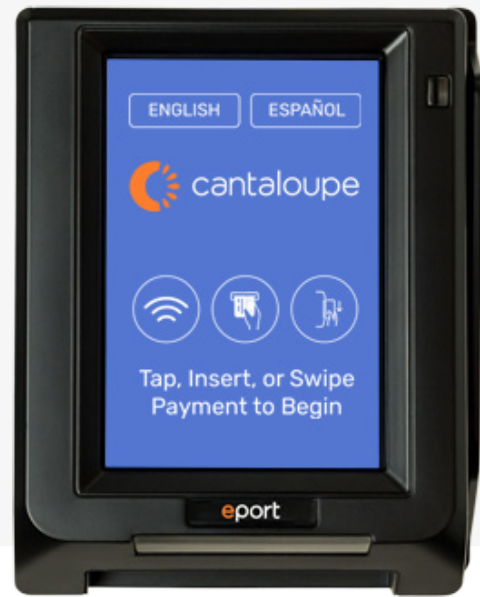 ENGLISH ESPAÑOL
cantaloupe
Tap, Insert, or Swipe
Payment to Begin
eport